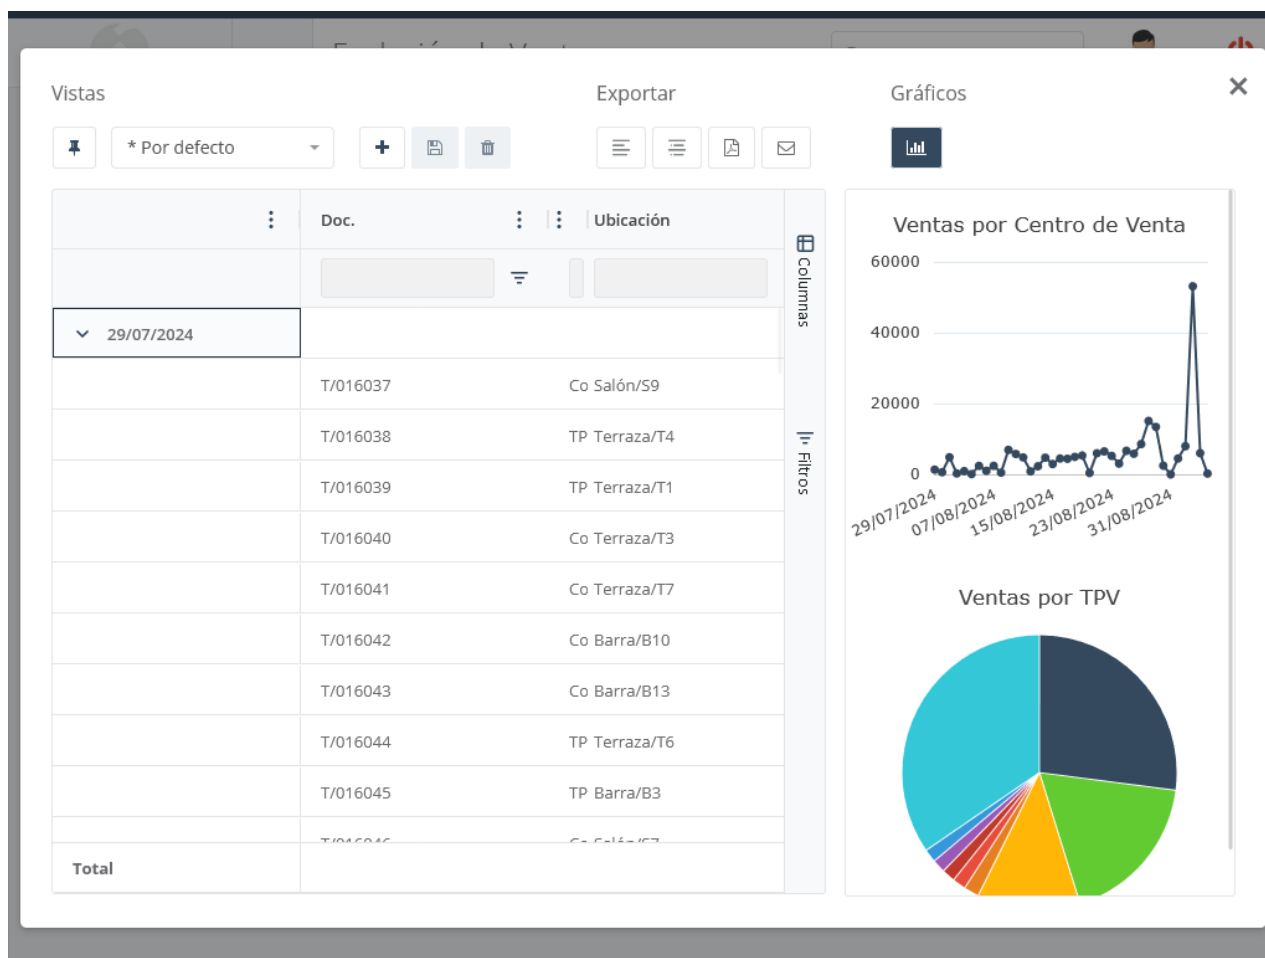 Vistas
Exportar
Gráficos
* Por defecto
Doc.
Ubicación
Columnas
Filtros
29/07/2024
T/016037 Co Salón/S9
T/016038 TP Terraza/T4
T/016039 TP Terraza/T1
T/016040 Co Terraza/T3
T/016041 Co Terraza/T7
T/016042 Co Barra/B10
T/016043 Co Barra/B13
T/016044 TP Terraza/T6
T/016045 TP Barra/B3
Total
Ventas por Centro de Venta
60000
40000
20000
0
29/07/2024
07/08/2024
15/08/2024
23/08/2024
31/08/2024
Ventas por TPV